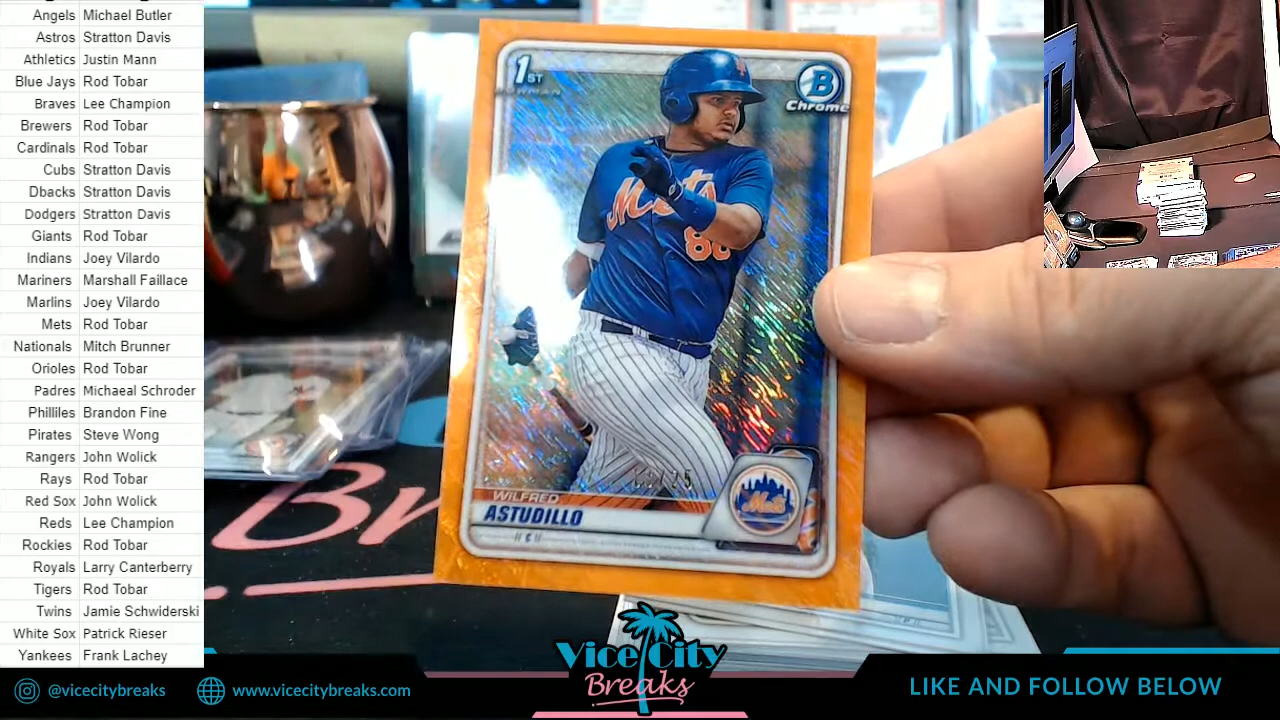 Angels Michael Butler
Astros Stratton Davis
Athletics Justin Mann
Blue Jays Rod Tobar
Braves Lee Champion
Brewers Rod Tobar
Cardinals Rod Tobar
Cubs Stratton Davis
Dbacks Stratton Davis
Dodgers Stratton Davis
Giants Rod Tobar
Indians Joey Vilardo
Mariners Marshall Faillace
Marlins Joey Vilardo
Mets Rod Tobar
Nationals Mitch Brunner
Orioles Rod Tobar
Padres Michaeal Schroder
Philliles Brandon Fine
Pirates Steve Wong
Rangers John Wolick
Rays Rod Tobar
Red Sox John Wolick
Reds Lee Champion
Rockies Rod Tobar
Royals Larry Canterberry
Tigers Rod Tobar
Twins Jamie Schwiderski
White Sox Patrick Rieser
Yankees Frank Lachey
1ST
BOWMAN
B
Chrome
Mets
88
WILFRED
ASTUDILLO
C
Mets
Br
Vice City
Breaks
@vicecitybreaks
www.vicecitybreaks.com
LIKE AND FOLLOW BELOW